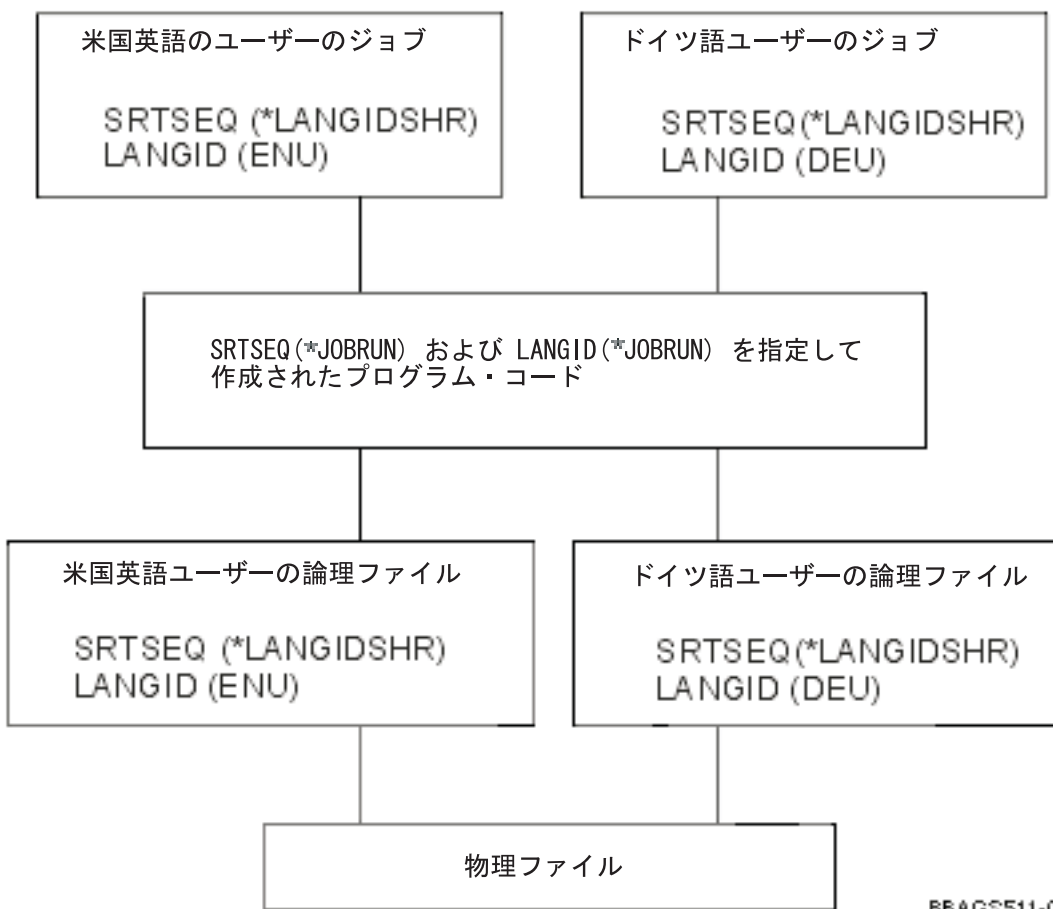 米国英語のユーザーのジョブ
SRTSEQ (*LANGIDSHR)
LANGID (ENU)
ドイツ語ユーザーのジョブ
SRTSEQ(*LANGIDSHR)
LANGID (DEU)
SRTSEQ(*JOBRUN) および LANGID(*JOBRUN) を指定して
作成されたプログラム・コード
米国英語ユーザーの論理ファイル
SRTSEQ (*LANGIDSHR)
LANGID (ENU)
ドイツ語ユーザーの論理ファイル
SRTSEQ(*LANGIDSHR)
LANGID (DEU)
物理ファイル